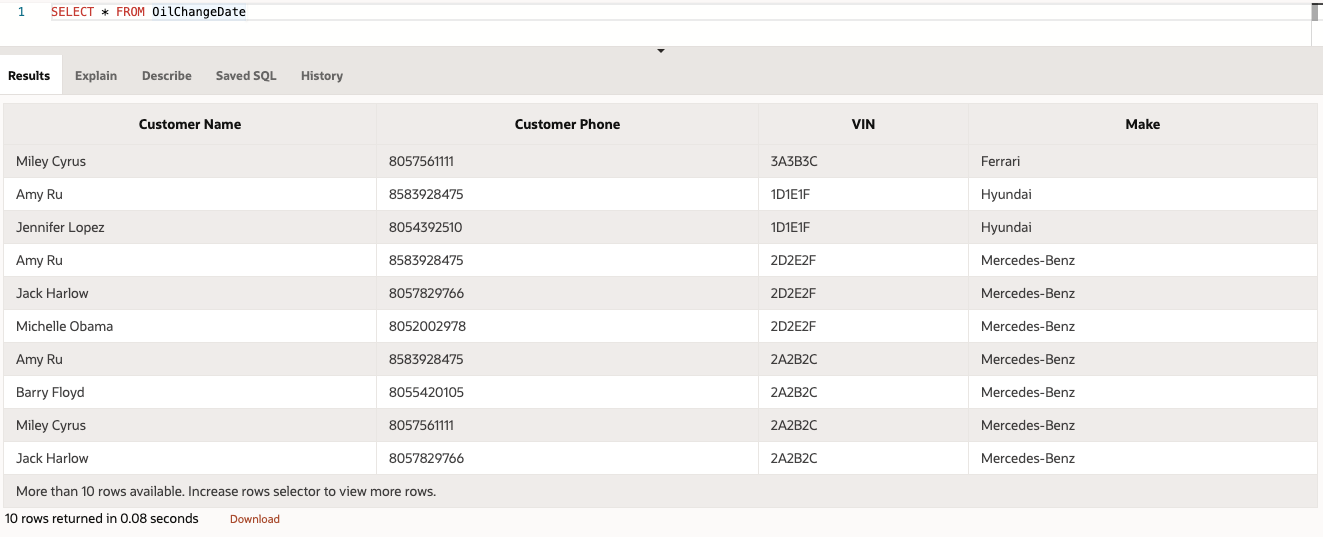 1 SELECT * FROM OilChangeDate
Results Explain Describe Saved SQL History
Customer Name Customer Phone VIN Make
Miley Cyrus 8057561111 3A3B3C Ferrari
Amy Ru 8583928475 1D1E1F Hyundai
Jennifer Lopez 8054392510 1D1E1F Hyundai
Amy Ru 8583928475 2D2E2F Mercedes-Benz
Jack Harlow 8057829766 2D2E2F Mercedes-Benz
Michelle Obama 8052002978 2D2E2F Mercedes-Benz
Amy Ru 8583928475 2A2B2C Mercedes-Benz
Barry Floyd 8055420105 2A2B2C Mercedes-Benz
Miley Cyrus 8057561111 2A2B2C Mercedes-Benz
Jack Harlow 8057829766 2A2B2C Mercedes-Benz
More than 10 rows available. Increase rows selector to view more rows.
10 rows returned in 0.08 seconds Download